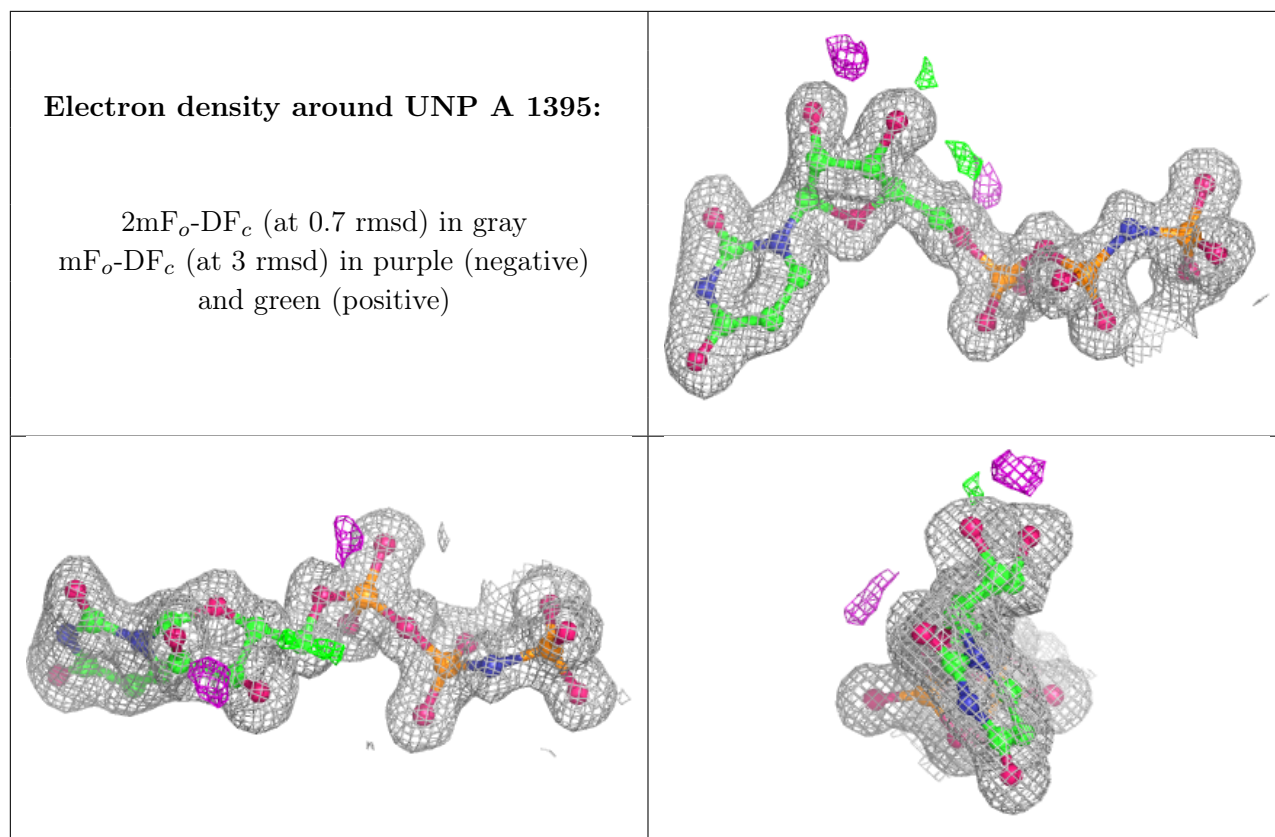 Electron density around UNP A 1395:
2mFo-DFc (at 0.7 rmsd) in gray
mFo-DFc (at 3 rmsd) in purple (negative)
and green (positive)